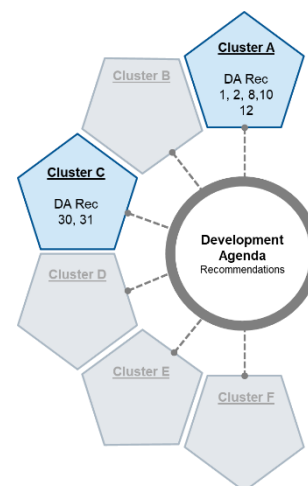 Cluster A
DA Rec
1, 2, 8,10
12
Cluster B
Cluster C
DA Rec
30, 31
Development
Agenda
Recommendations
Cluster D
Cluster E
Cluster F